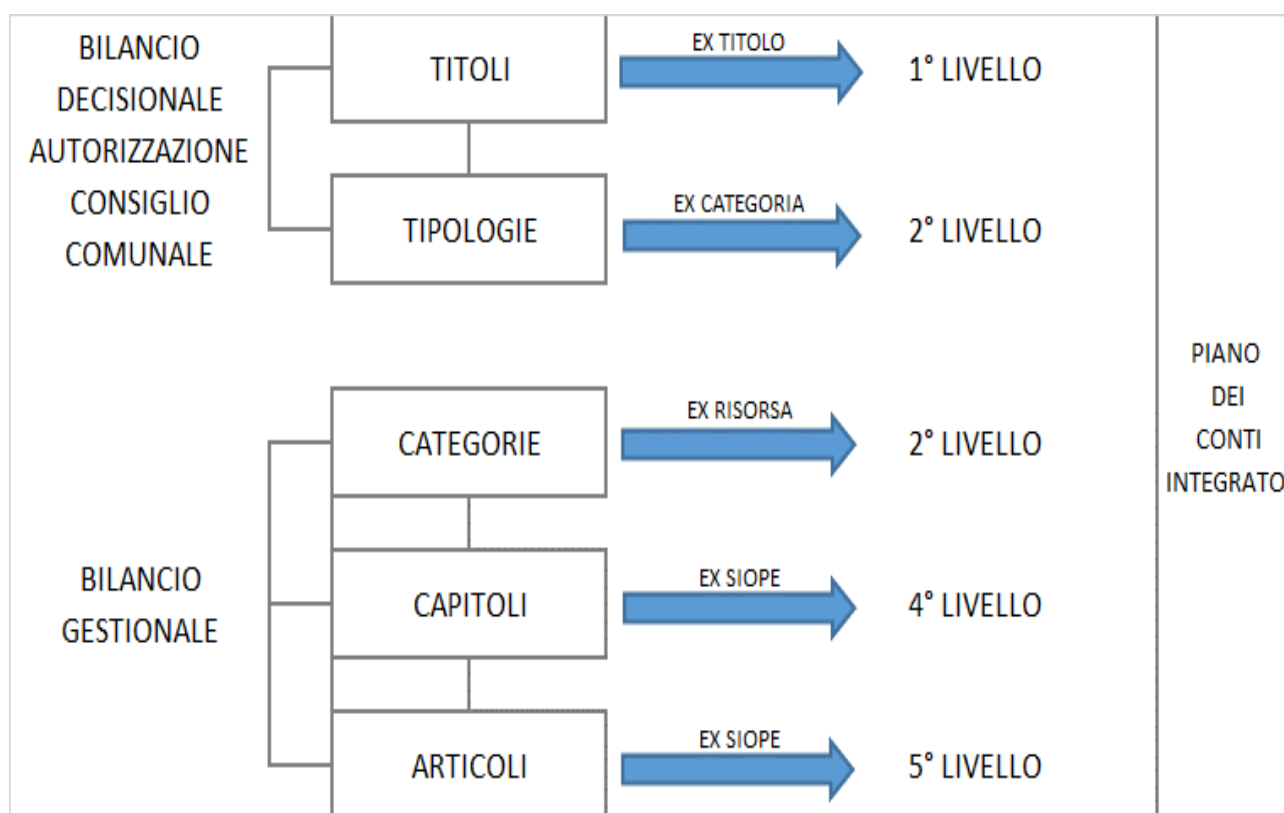 BILANCIO
DECISIONALE
AUTORIZZAZIONE
CONSIGLIO
COMUNALE
TITOLI
EX TITOLO
1° LIVELLO
TIPOLOGIE
EX CATEGORIA
2° LIVELLO
BILANCIO
GESTIONALE
CATEGORIE
EX RISORSA
2° LIVELLO
CAPITOLI
EX SIOPE
4° LIVELLO
ARTICOLI
EX SIOPE
5° LIVELLO
PIANO
DEI
CONTI
INTEGRATO